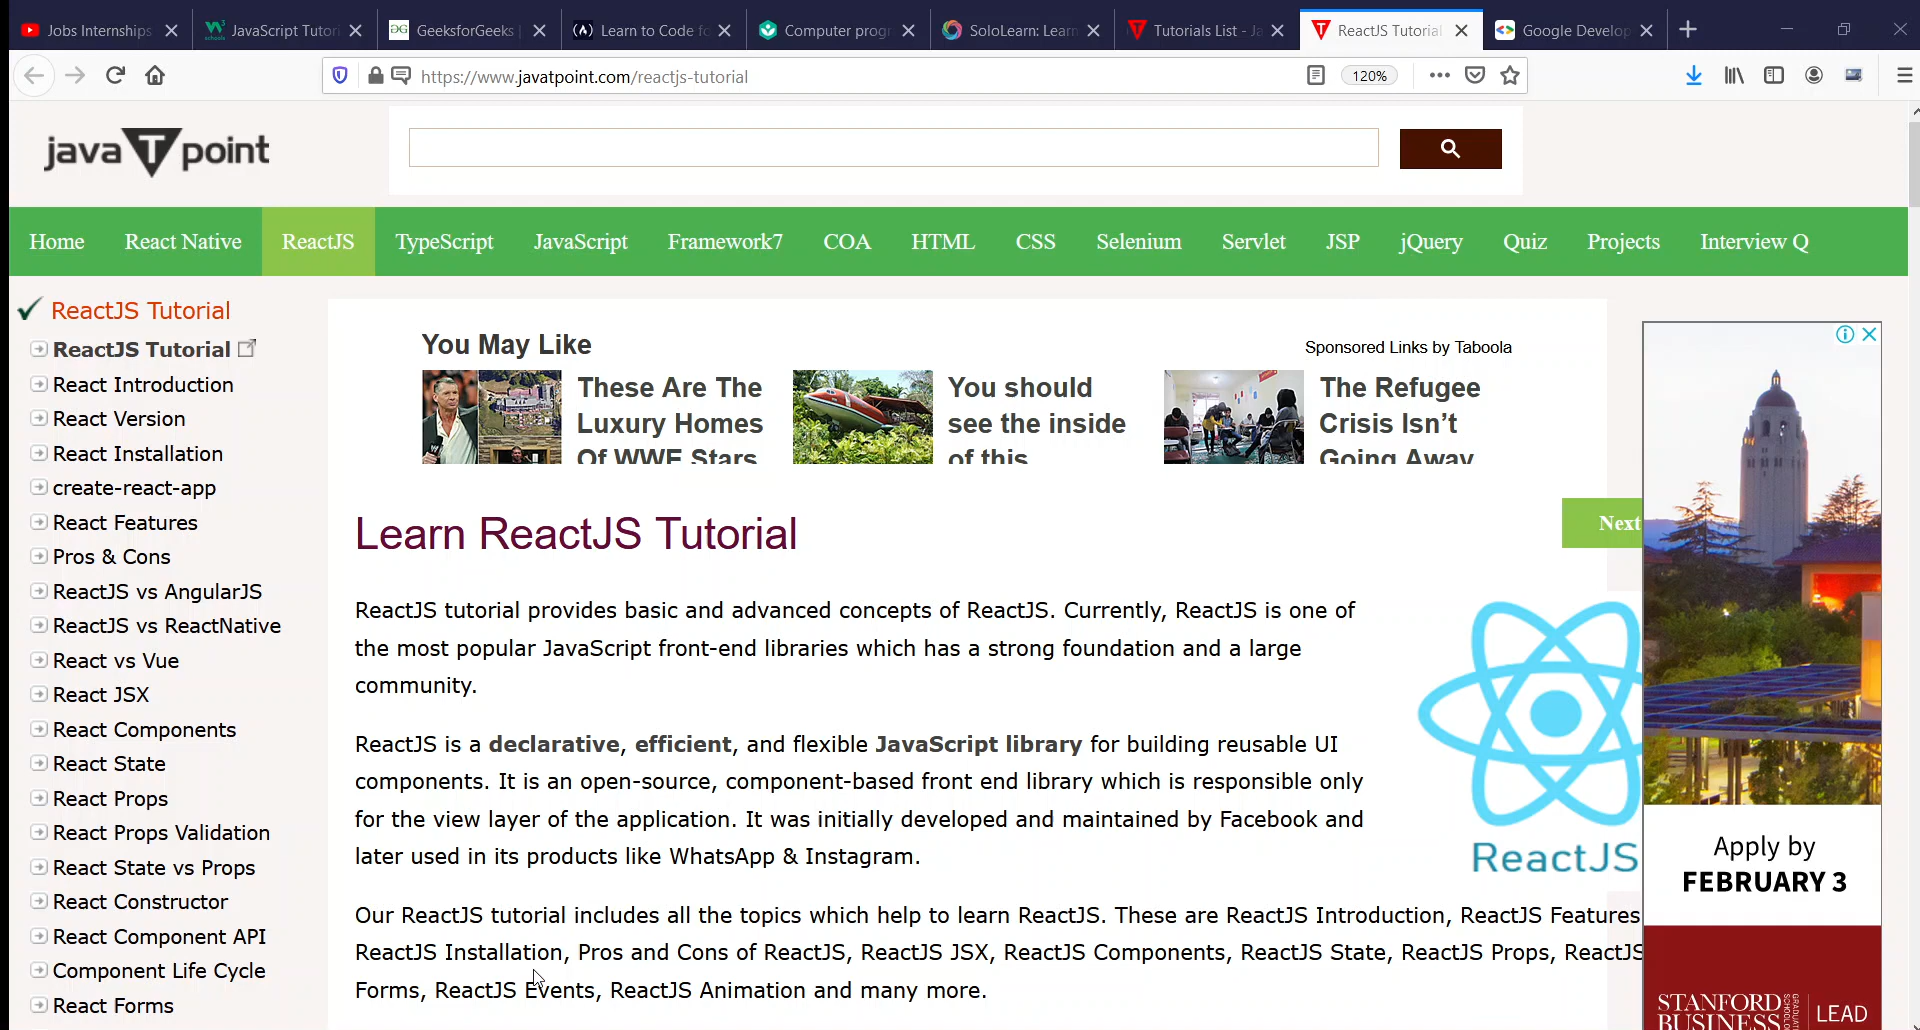 Jobs Internships
JavaScript Tutor
GeeksforGeeks
Learn to Code f
Computer progr
SoloLearn: Learn
Tutorials List - Ja
ReactJS Tutorial
Google Develop
https://www.javatpoint.com/reactjs-tutorial
120%
java T point
Home
React Native
ReactJS
TypeScript
JavaScript
Framework7
COA
HTML
CSS
Selenium
Servlet
JSP
jQuery
Quiz
Projects
Interview Q
ReactJS Tutorial
ReactJS Tutorial
React Introduction
React Version
React Installation
create-react-app
React Features
Pros & Cons
ReactJS vs AngularJS
ReactJS vs ReactNative
React vs Vue
React JSX
React Components
React State
React Props
React Props Validation
React State vs Props
React Constructor
React Component API
Component Life Cycle
React Forms
You May Like
Sponsored Links by Taboola
These Are The
Luxury Homes
Of WWE Stars
You should
see the inside
of this
The Refugee
Crisis Isn't
Going Away
Learn ReactJS Tutorial
Next
ReactJS tutorial provides basic and advanced concepts of ReactJS. Currently, ReactJS is one of
the most popular JavaScript front-end libraries which has a strong foundation and a large
community.
ReactJS is a declarative, efficient, and flexible JavaScript library for building reusable UI
components. It is an open-source, component-based front end library which is responsible only
for the view layer of the application. It was initially developed and maintained by Facebook and
later used in its products like WhatsApp & Instagram.
ReactJS
Our ReactJS tutorial includes all the topics which help to learn ReactJS. These are ReactJS Introduction, ReactJS Features
ReactJS Installation, Pros and Cons of ReactJS, ReactJS JSX, ReactJS Components, ReactJS State, ReactJS Props, ReactJS
Forms, ReactJS Events, ReactJS Animation and many more.
Apply by
FEBRUARY 3
STANFORD
BUSINESS
LEAD